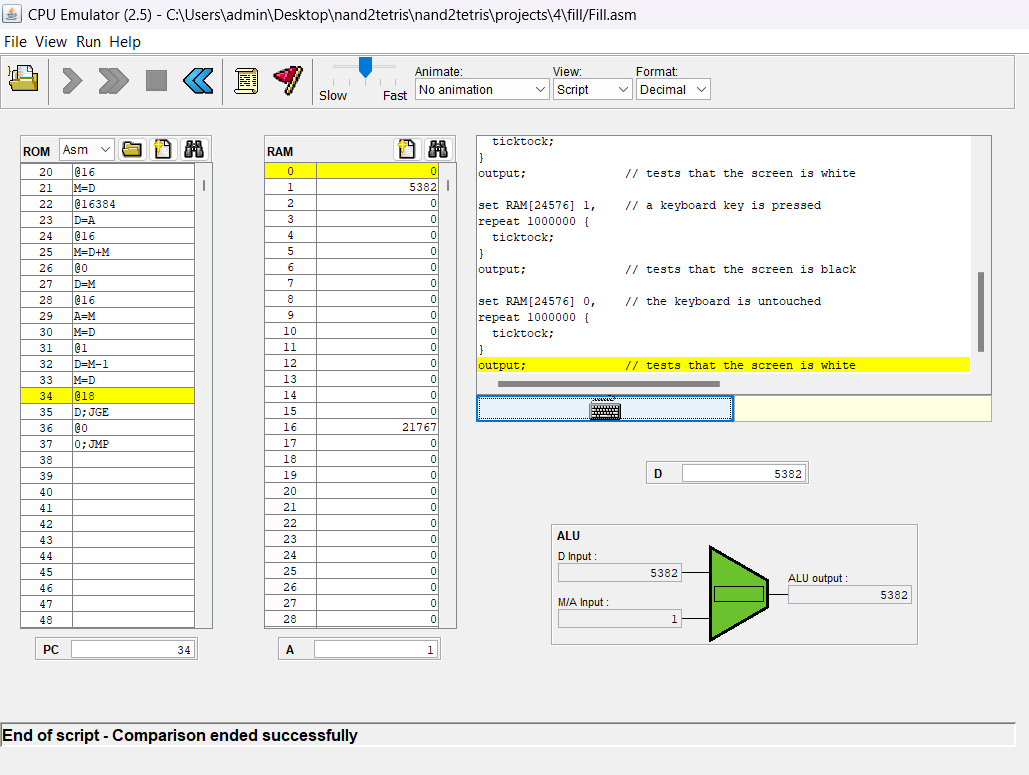 CPU Emulator (2.5) - C:\Users\admin\Desktop\nand2tetris\nand2tetris\projects\4\fill/Fill.asm
File View Run Help
Slow Fast
Animate:
No animation
View:
Script
Format:
Decimal
ROM Asm
20 @16
21 M=D
22 @16384
23 D=A
24 @16
25 M=D+M
26 @0
27 D=M
28 @16
29 A=M
30 M=D
31 @1
32 D=M-1
33 M=D
34 @18
35 D;JGE
36 @0
37 0;JMP
38
39
40
41
42
43
44
45
46
47
48
PC 34
RAM
0 0
1 5382
2 0
3 0
4 0
5 0
6 0
7 0
8 0
9 0
10 0
11 0
12 0
13 0
14 0
15 0
16 21767
17 0
18 0
19 0
20 0
21 0
22 0
23 0
24 0
25 0
26 0
27 0
28 0
A 1
ticktock;
}
output; // tests that the screen is white
set RAM[24576] 1, // a keyboard key is pressed
repeat 1000000 {
ticktock;
}
output; // tests that the screen is black
set RAM[24576] 0, // the keyboard is untouched
repeat 1000000 {
ticktock;
}
output; // tests that the screen is white
D 5382
ALU
D Input :
5382
M/A Input :
1
ALU output :
5382
End of script - Comparison ended successfully